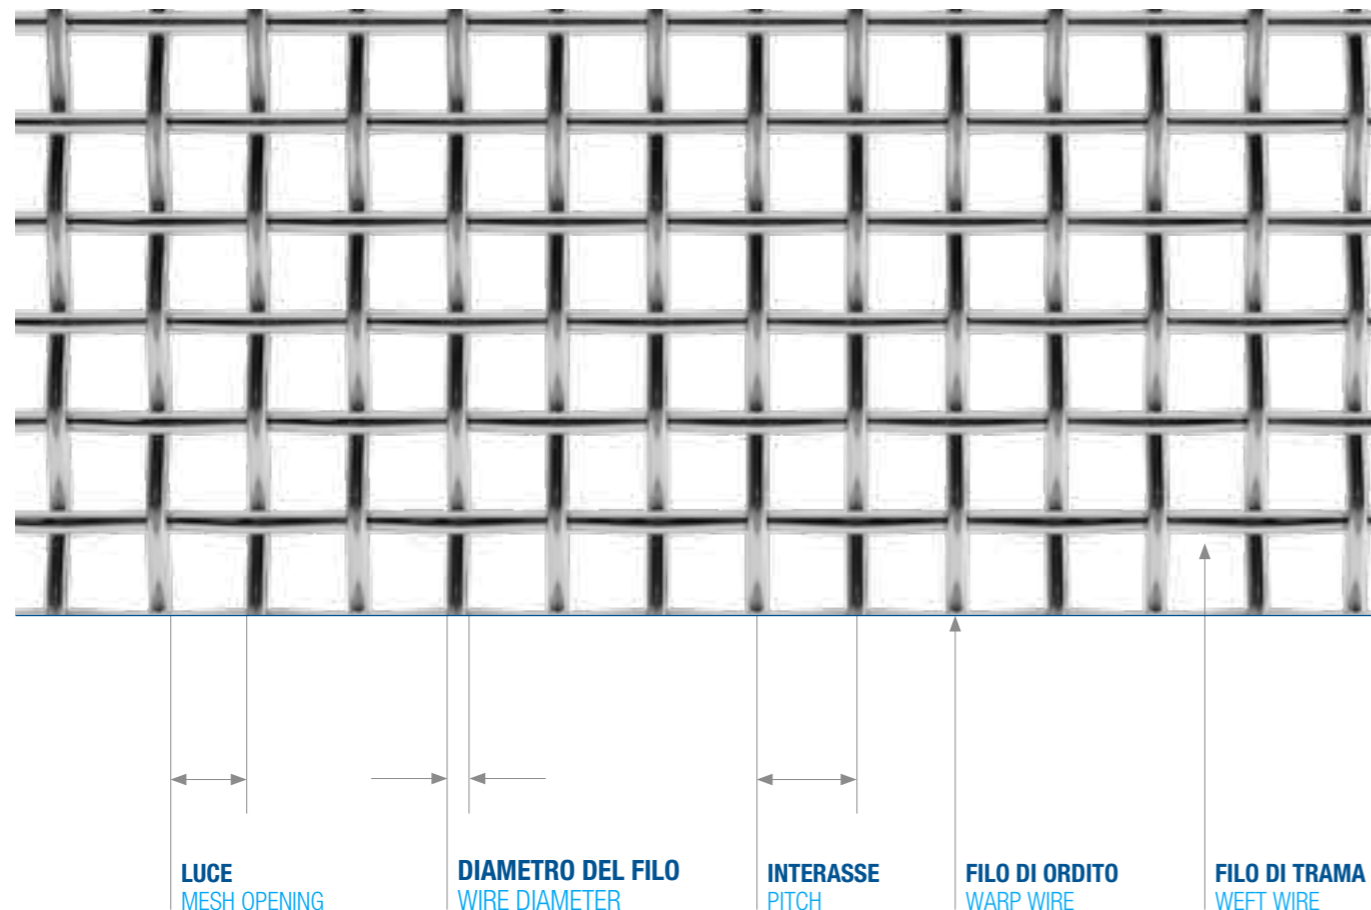 LUCE
MESH OPENING
DIAMETRO DEL FILO
WIRE DIAMETER
INTERASSE
PITCH
FILO DI ORDITO
WARP WIRE
FILO DI TRAMA
WEFT WIRE